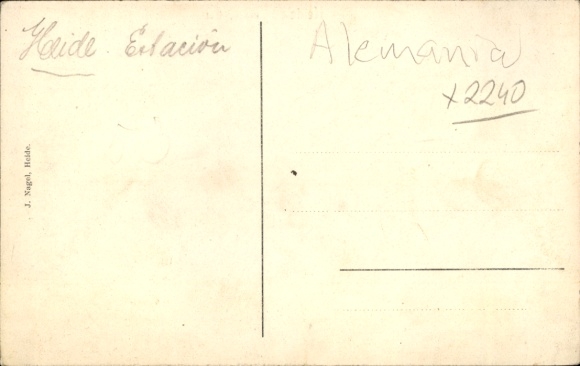 Heide Estación
Alemania
x2240
J. Nagel, Heide.